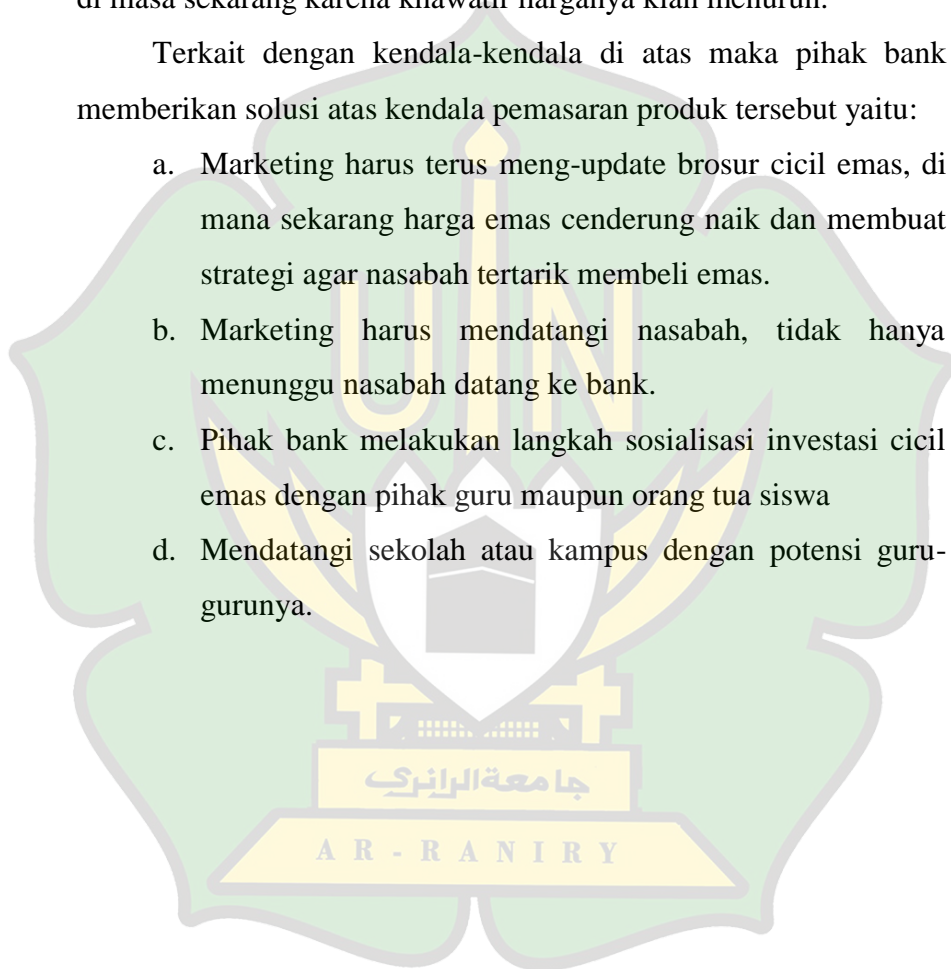 di masa sekarang karena khawatir harganya kian menurun.
Terkait dengan kendala-kendala di atas maka pihak bank
memberikan solusi atas kendala pemasaran produk tersebut yaitu:
a. Marketing harus terus meng-update brosur cicil emas, di
mana sekarang harga emas cenderung naik dan membuat
strategi agar nasabah tertarik membeli emas.
b. Marketing harus mendatangi nasabah, tidak hanya
menunggu nasabah datang ke bank.
c. Pihak bank melakukan langkah sosialisasi investasi cicil
emas dengan pihak guru maupun orang tua siswa
d. Mendatangi sekolah atau kampus dengan potensi guru-
gurunya.
UIN
جامعة الرانري
AR-RANIRY